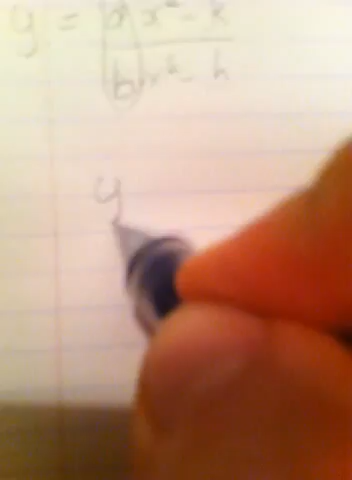 y = a x² - k
b x² - h
y